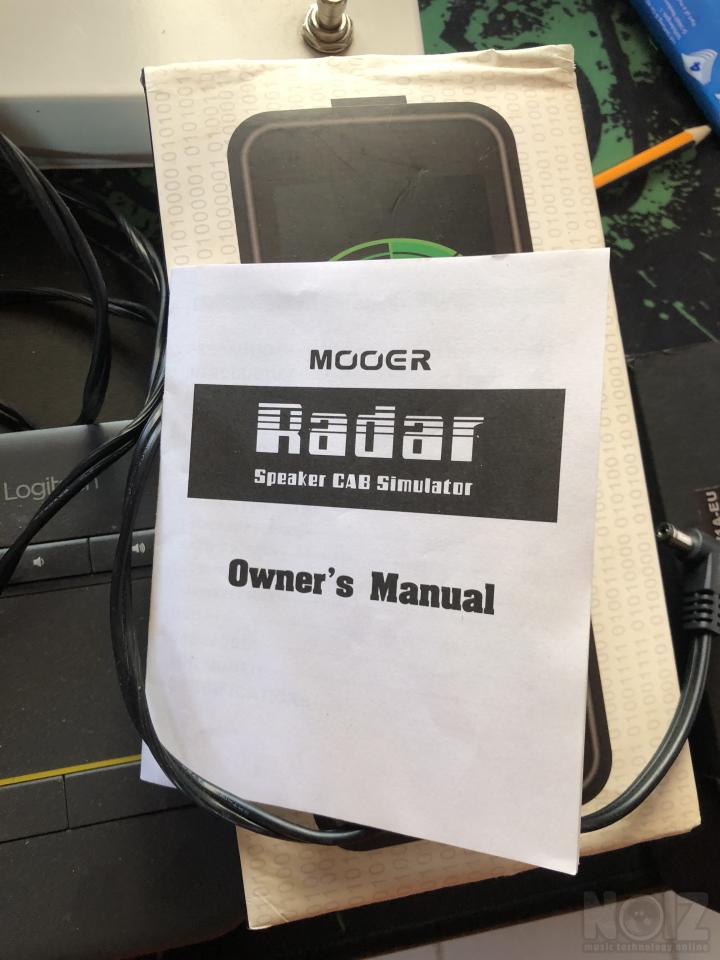 MOOER
Radar
Speaker CAB Simulator
Owner's Manual
Logitech
NOIZ
music technology online